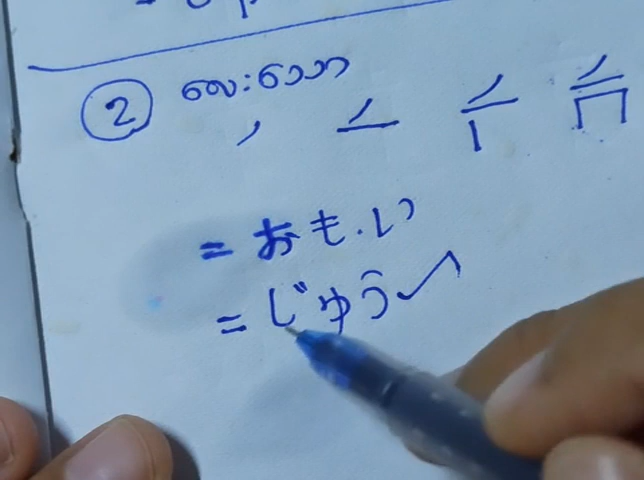 ② လေးသော
= おも.い
= じゅう